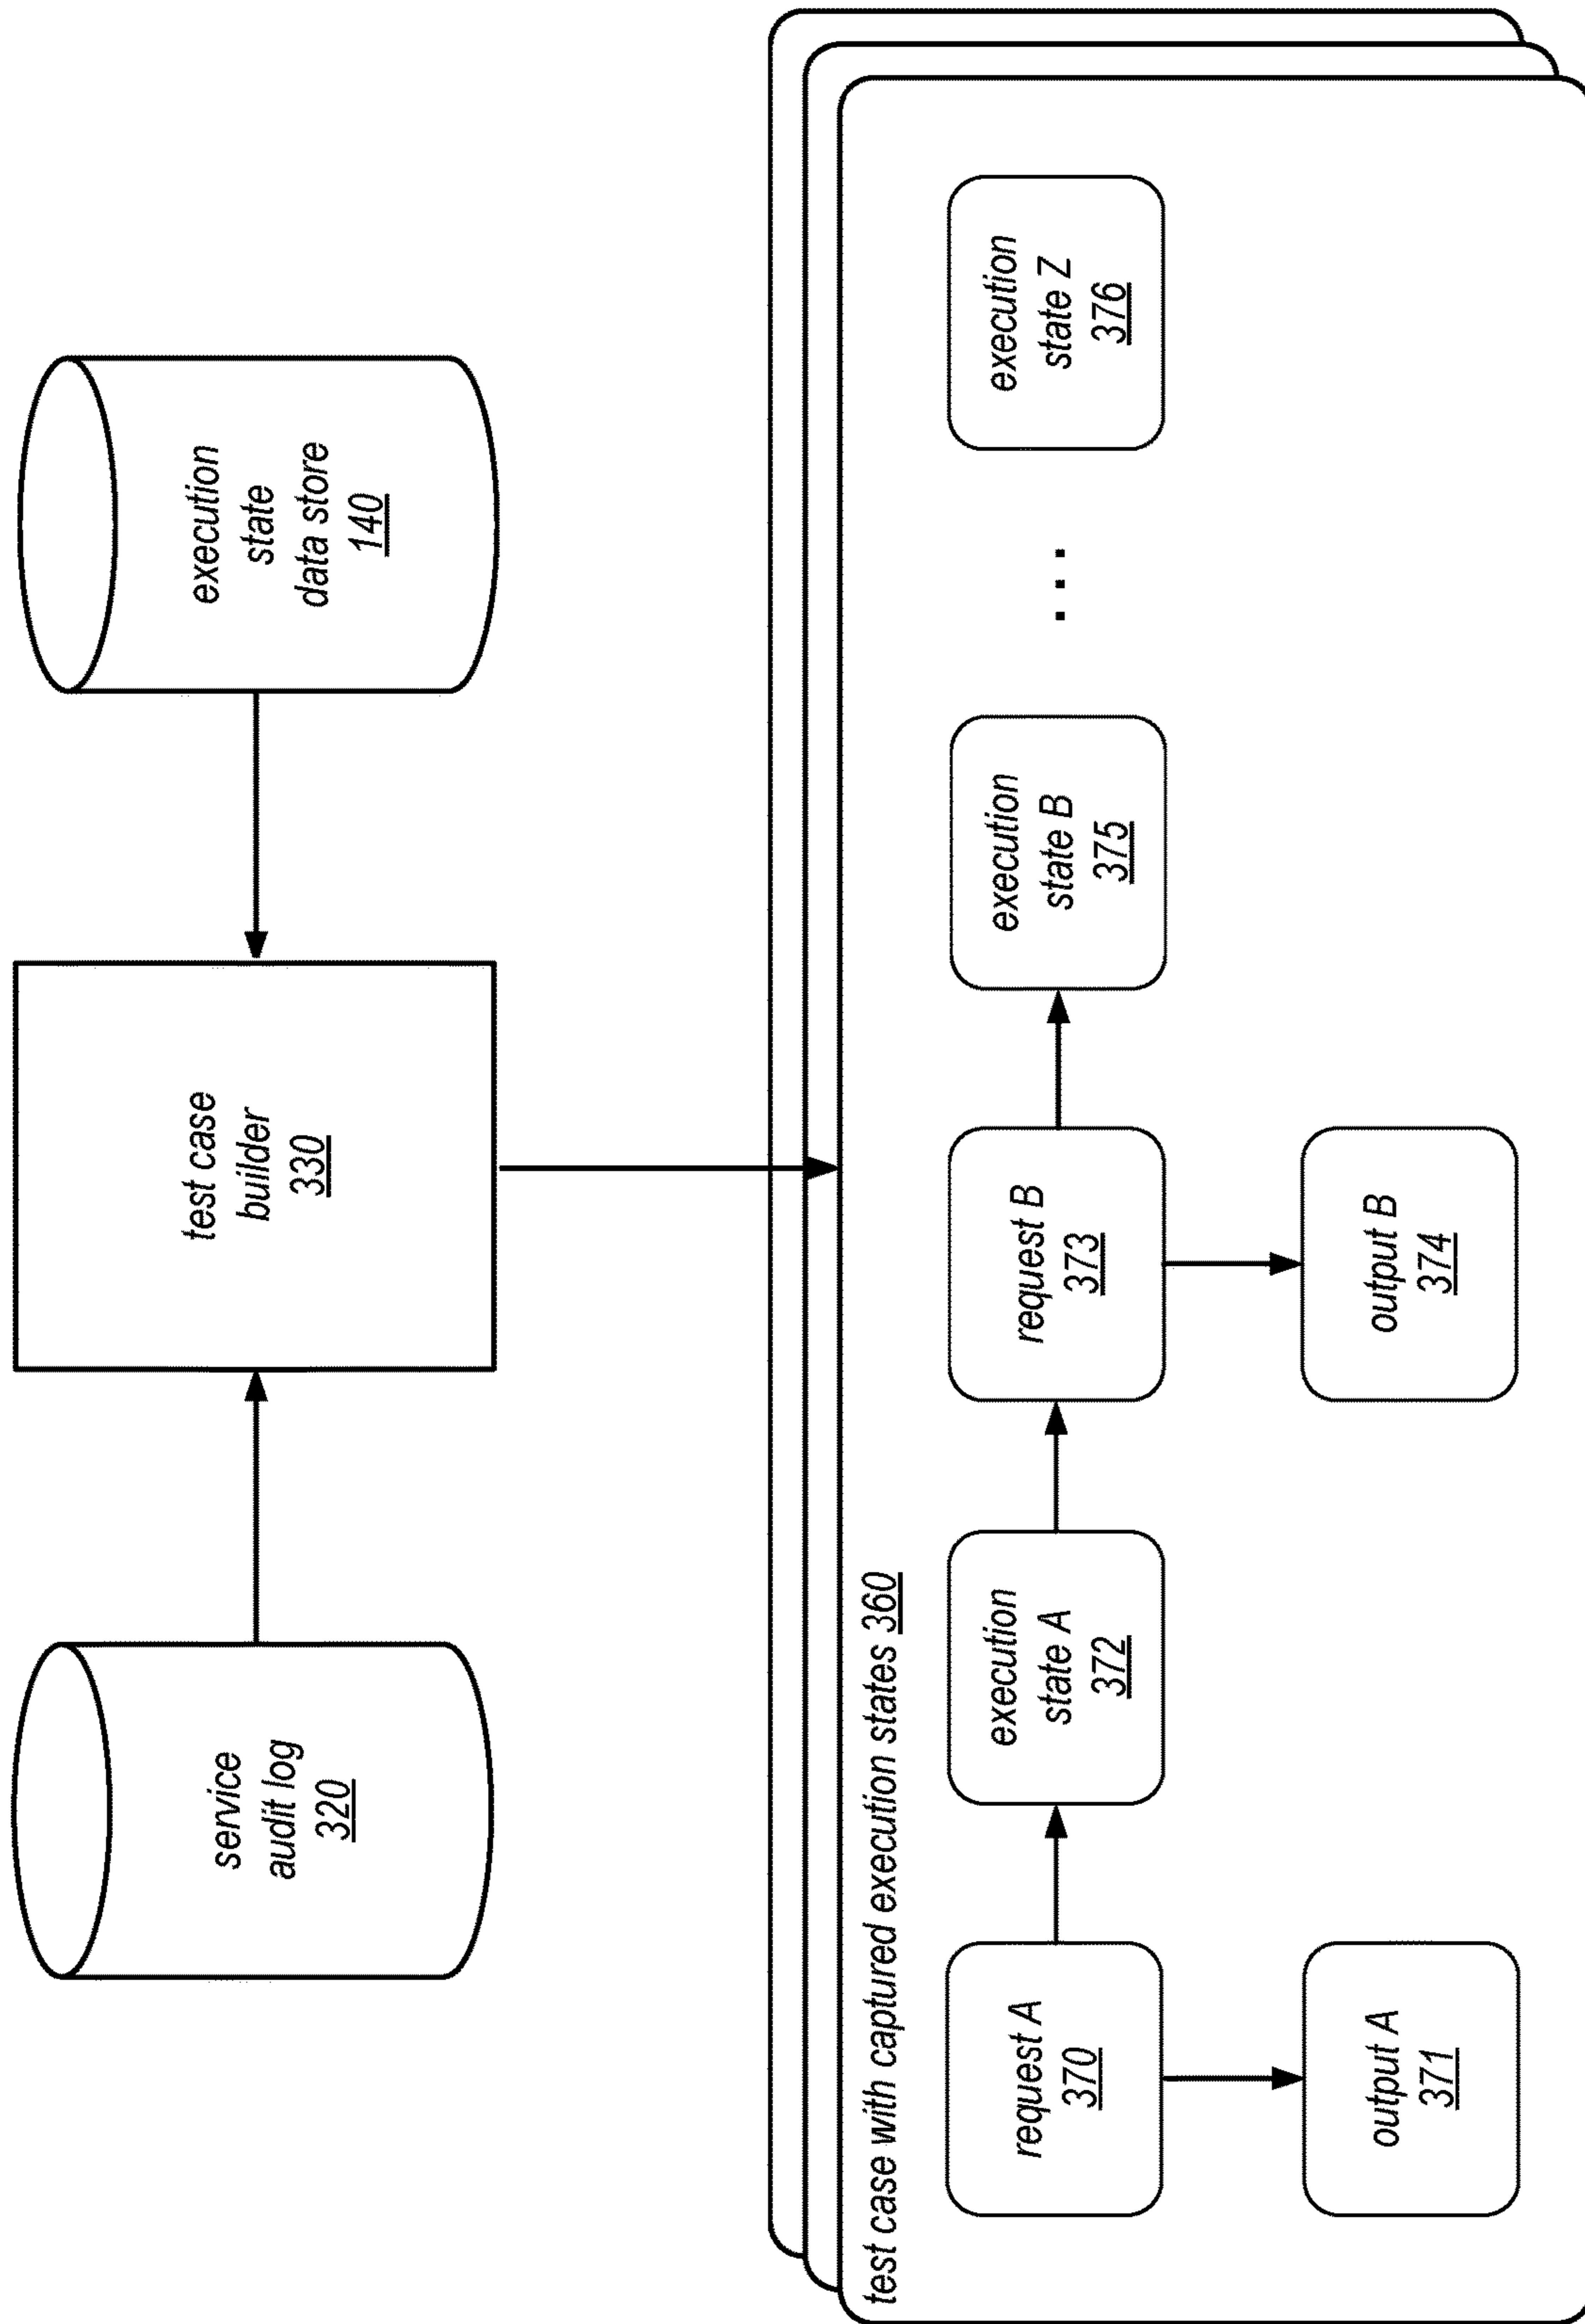 service
audit log
320
test case
builder
330
execution
state
data store
140
test case with captured execution states 360
request A
370
execution
state A
372
request B
373
execution
state B
375
. . .
execution
state Z
376
output A
371
output B
374